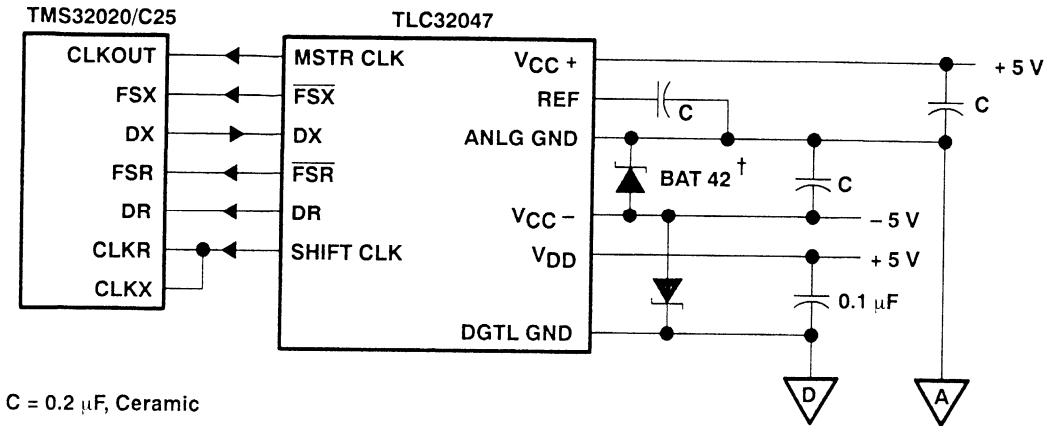 TMS32020/C25
TLC32047
CLKOUT
MSTR CLK
VCC +
+ 5 V
FSX
FSX
REF
C
C
DX
DX
ANLG GND
FSR
FSR
BAT 42 †
C
DR
DR
VCC −
− 5 V
CLKR
SHIFT CLK
VDD
+ 5 V
CLKX
0.1 μF
DGTL GND
D
A
C = 0.2 μF, Ceramic